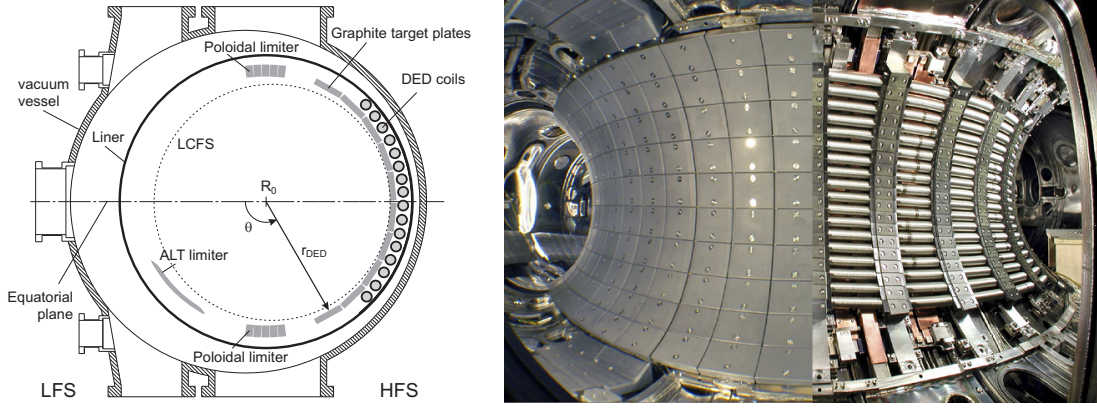 Poloidal limiter
Graphite target plates
DED coils
vacuum
vessel
Liner
LCFS
R0
θ
rDED
ALT limiter
Equatorial
plane
Poloidal limiter
LFS
HFS